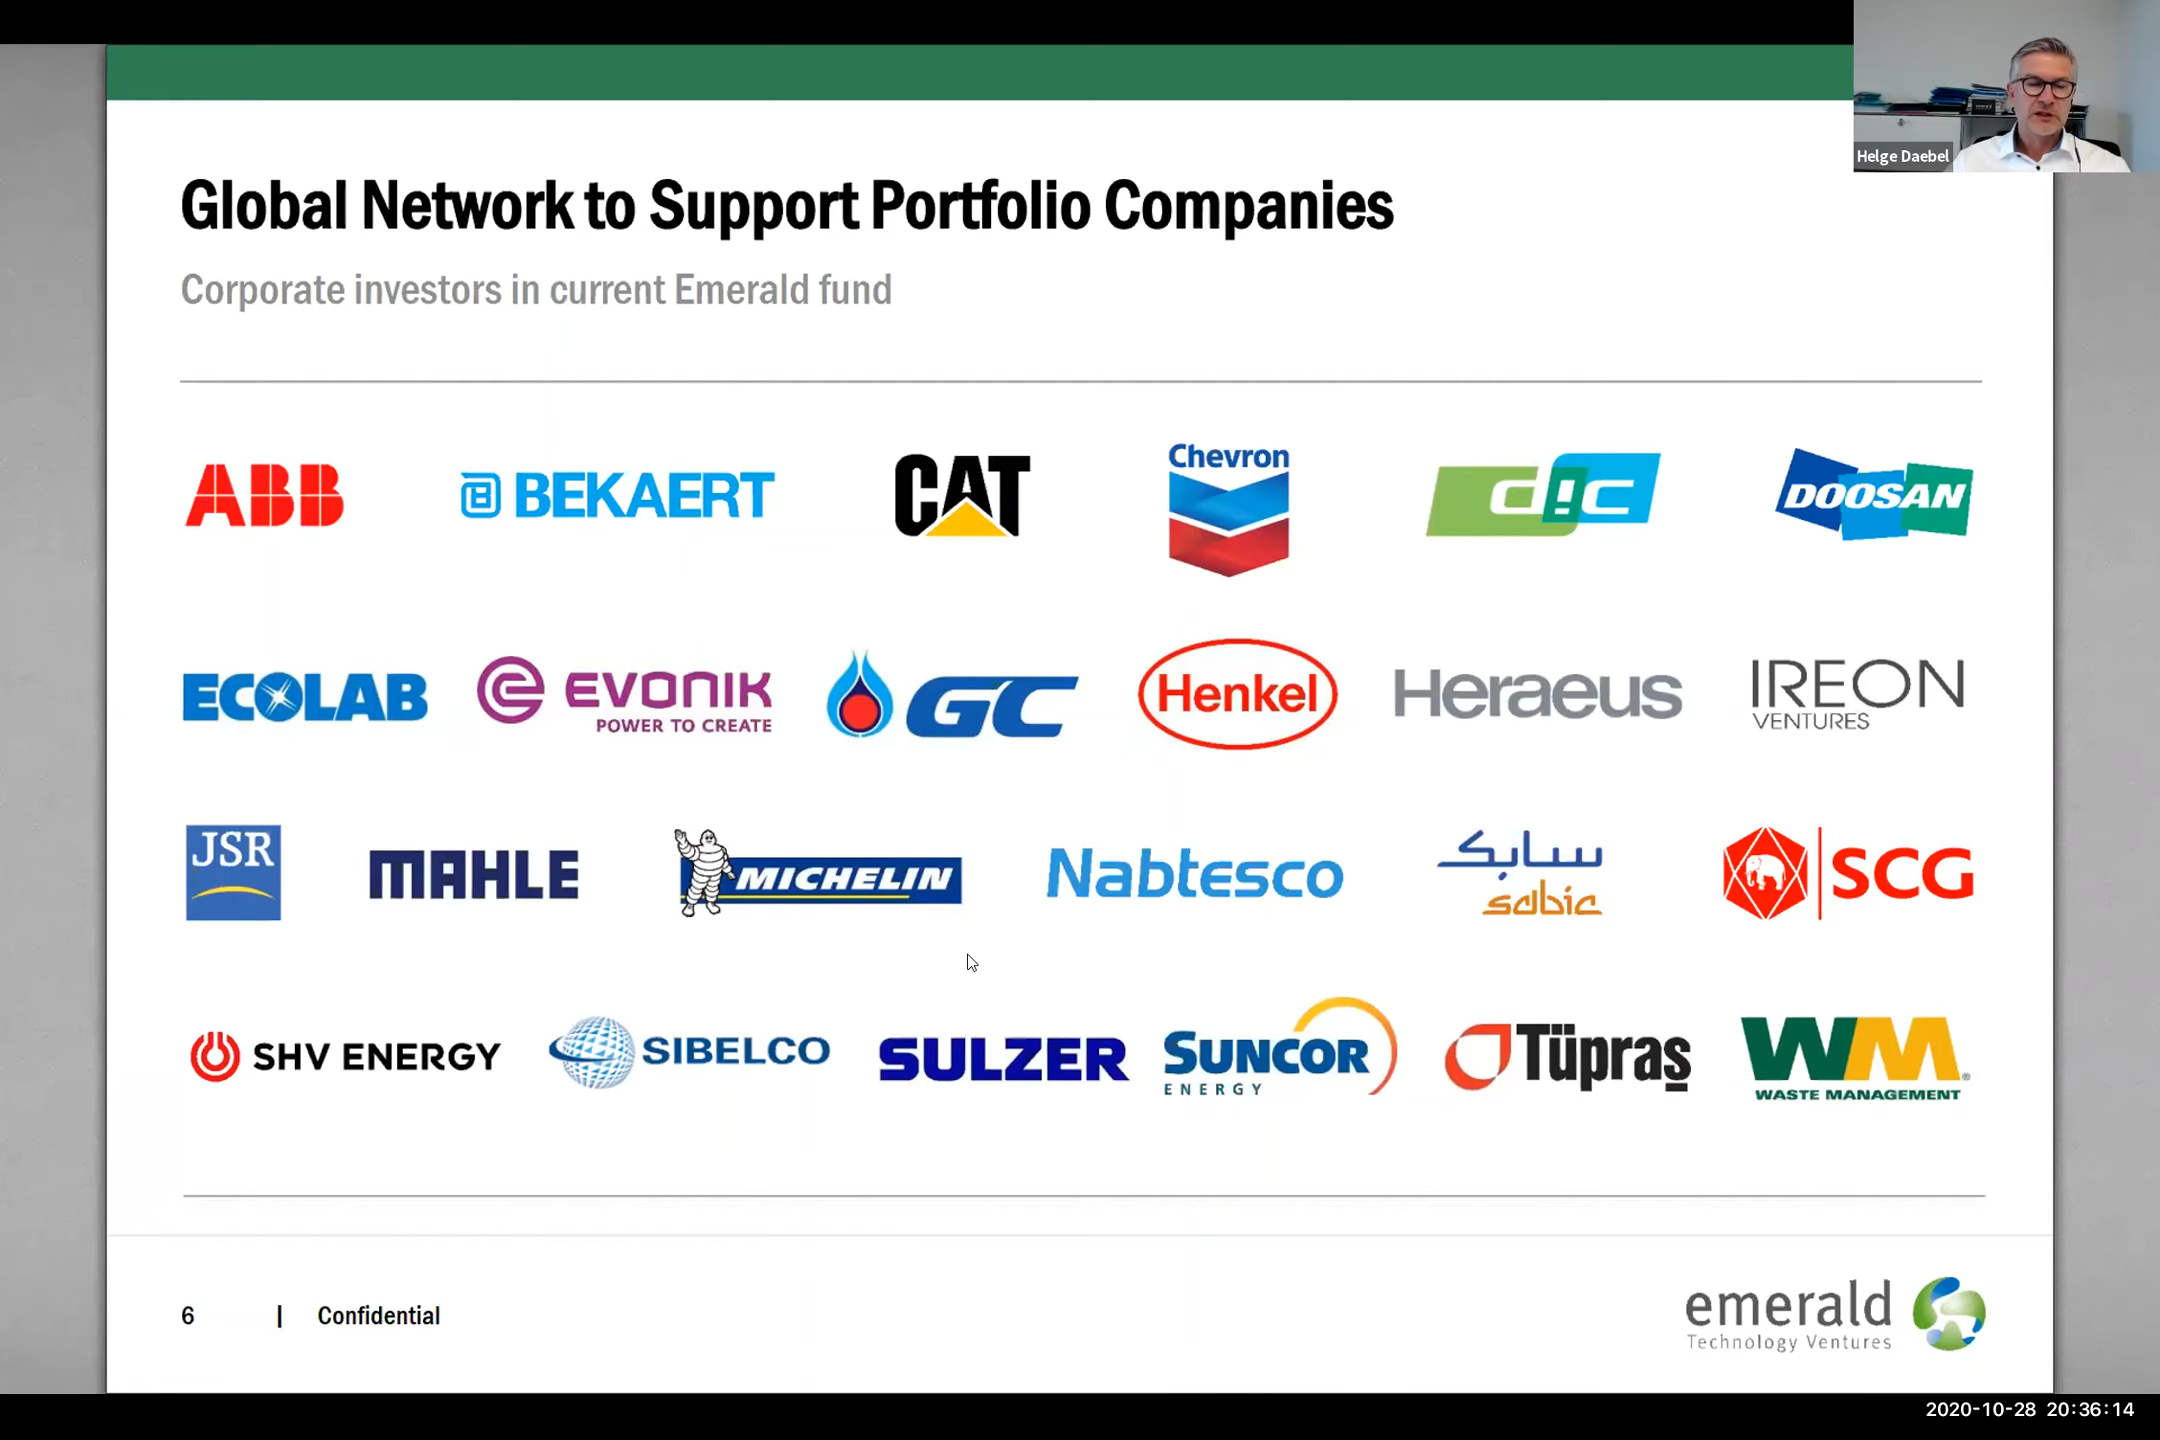 Helge Daebel
Global Network to Support Portfolio Companies
Corporate investors in current Emerald fund
ABB
BEKAERT
CAT
Chevron
dic
DOOSAN
ECOLAB
EVONIK
POWER TO CREATE
GC
Henkel
Heraeus
IREON
VENTURES
JSR
MAHLE
MICHELIN
Nabtesco
سابك
sabic
SCG
SHV ENERGY
SIBELCO
SULZER
SUNCOR
ENERGY
Tüpraş
WM
WASTE MANAGEMENT
6 | Confidential
emerald
Technology Ventures
2020-10-28 20:36:14